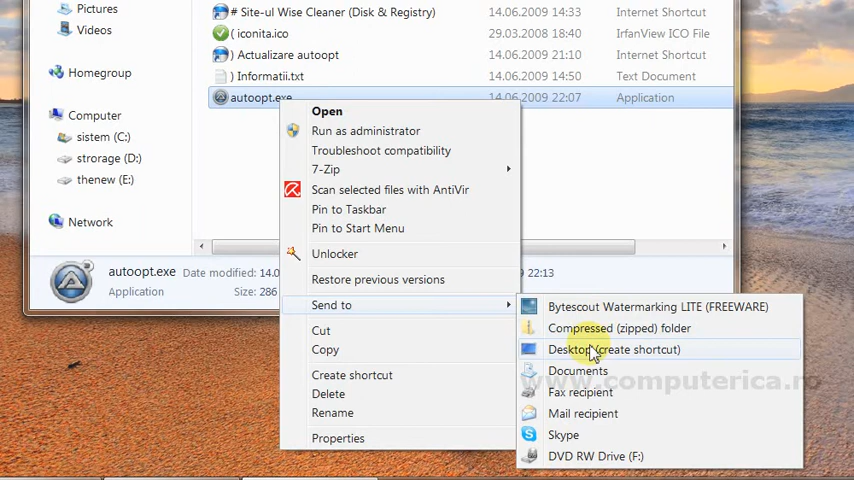 Pictures
Videos
Homegroup
Computer
sistem (C:)
strorage (D:)
thenew (E:)
Network
# Site-ul Wise Cleaner (Disk & Registry) 14.06.2009 14:33 Internet Shortcut
( iconita.ico 29.03.2008 18:40 IrfanView ICO File
) Actualizare autoopt 14.06.2009 21:10 Internet Shortcut
) Informatii.txt 14.06.2009 14:50 Text Document
autoopt.exe 14.06.2009 22:07 Application
Open
Run as administrator
Troubleshoot compatibility
7-Zip
Scan selected files with AntiVir
Pin to Taskbar
Pin to Start Menu
Unlocker
Restore previous versions
Send to
Cut
Copy
Create shortcut
Delete
Rename
Properties
Bytescout Watermarking LITE (FREEWARE)
Compressed (zipped) folder
Desktop (create shortcut)
Documents
Fax recipient
Mail recipient
Skype
DVD RW Drive (F:)
autoopt.exe Date modified: 14.0 22:13
Application Size: 286
www.computerica.ro